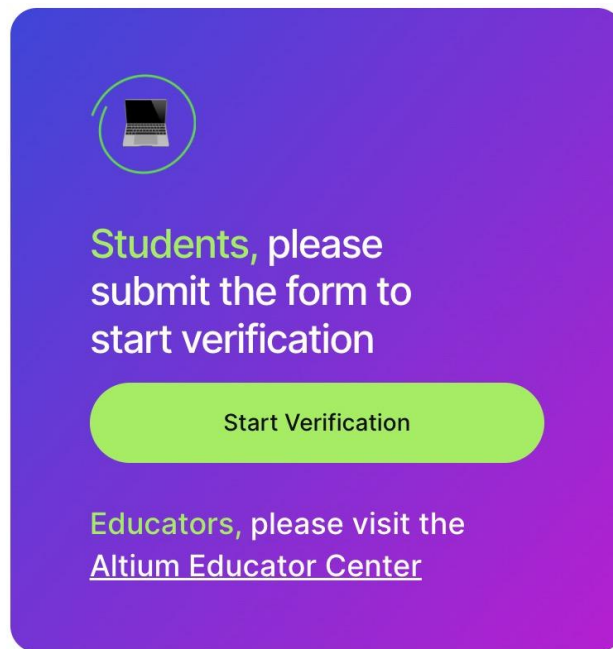 Students, please
submit the form to
start verification
Start Verification
Educators, please visit the
Altium Educator Center